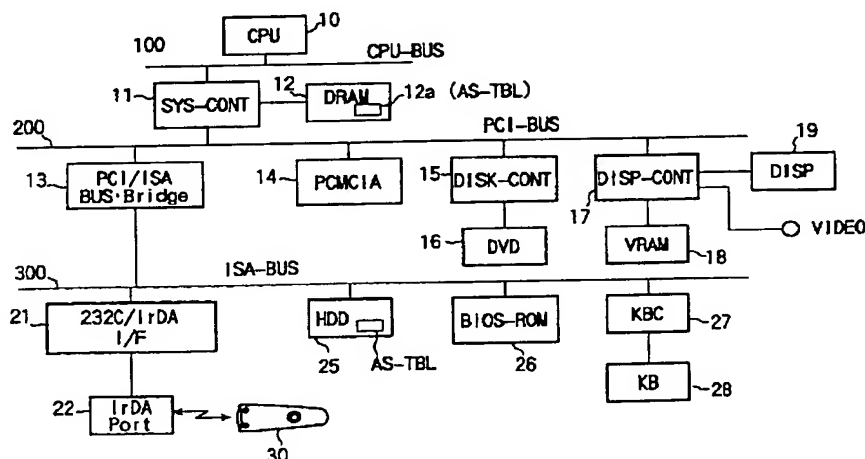 10
CPU
100
CPU-BUS
11
SYS-CONT
12
DRAM
12a (AS-TBL)
200
PCI-BUS
13
PCI/ISA
BUS·Bridge
14
PCMCIA
15
DISK-CONT
DISP-CONT
17
19
DISP
16
DVD
VRAM
18
VIDEO
300
ISA-BUS
21
232C/IrDA
I/F
HDD
25
AS-TBL
BIOS-ROM
26
KBC
27
KB
28
22
IrDA
Port
30